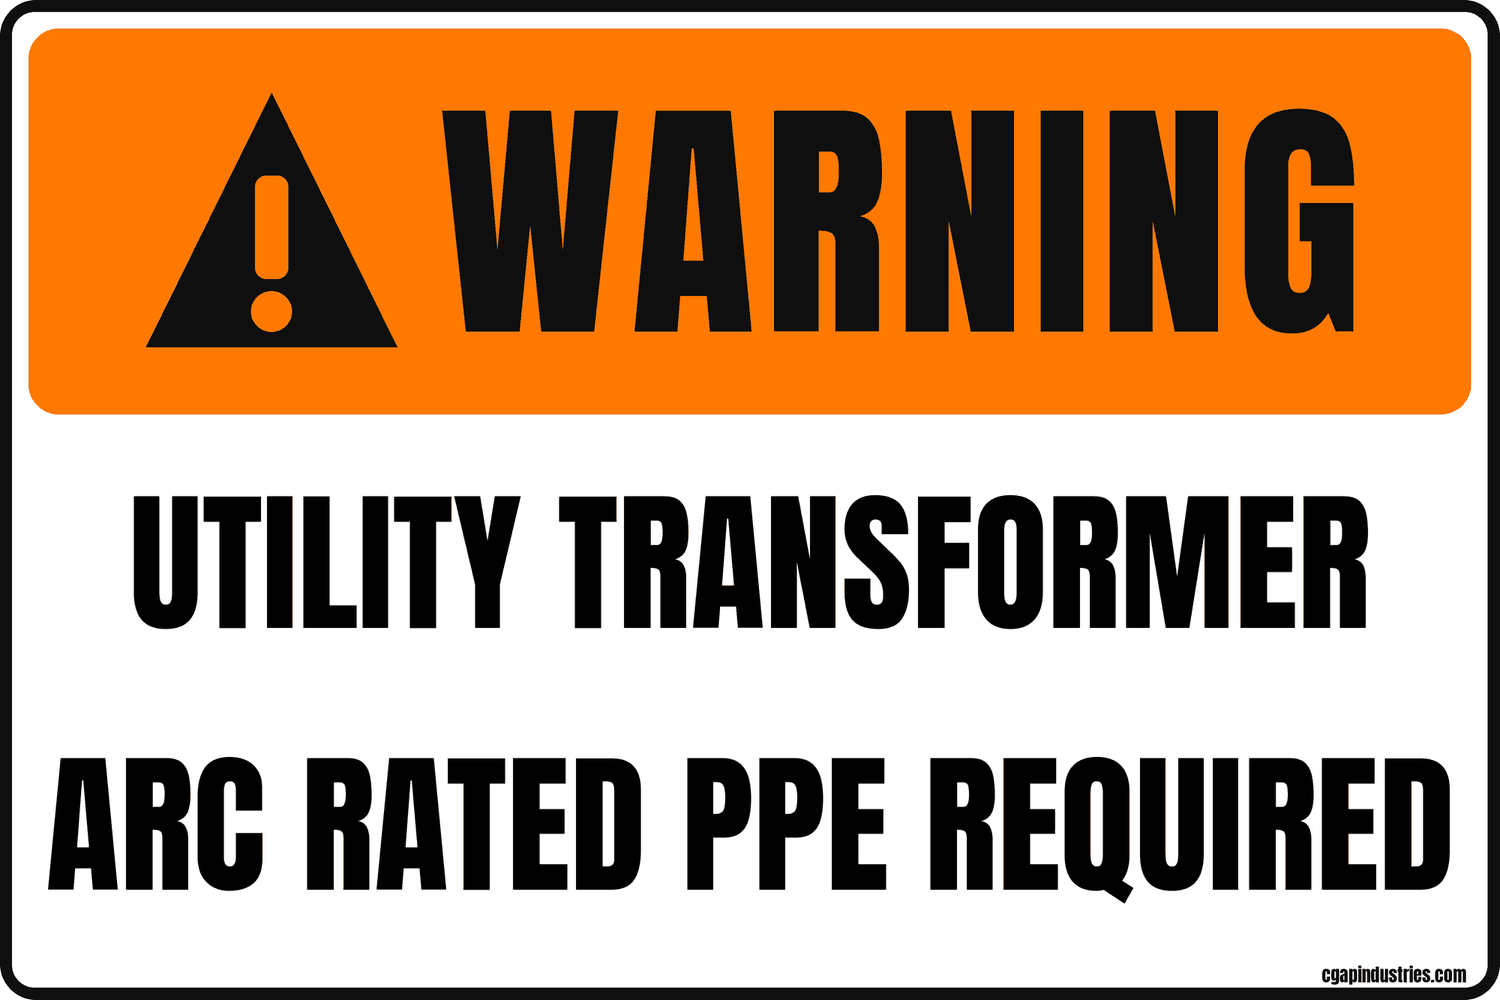 WARNING
UTILITY TRANSFORMER
ARC RATED PPE REQUIRED
cgapindustries.com